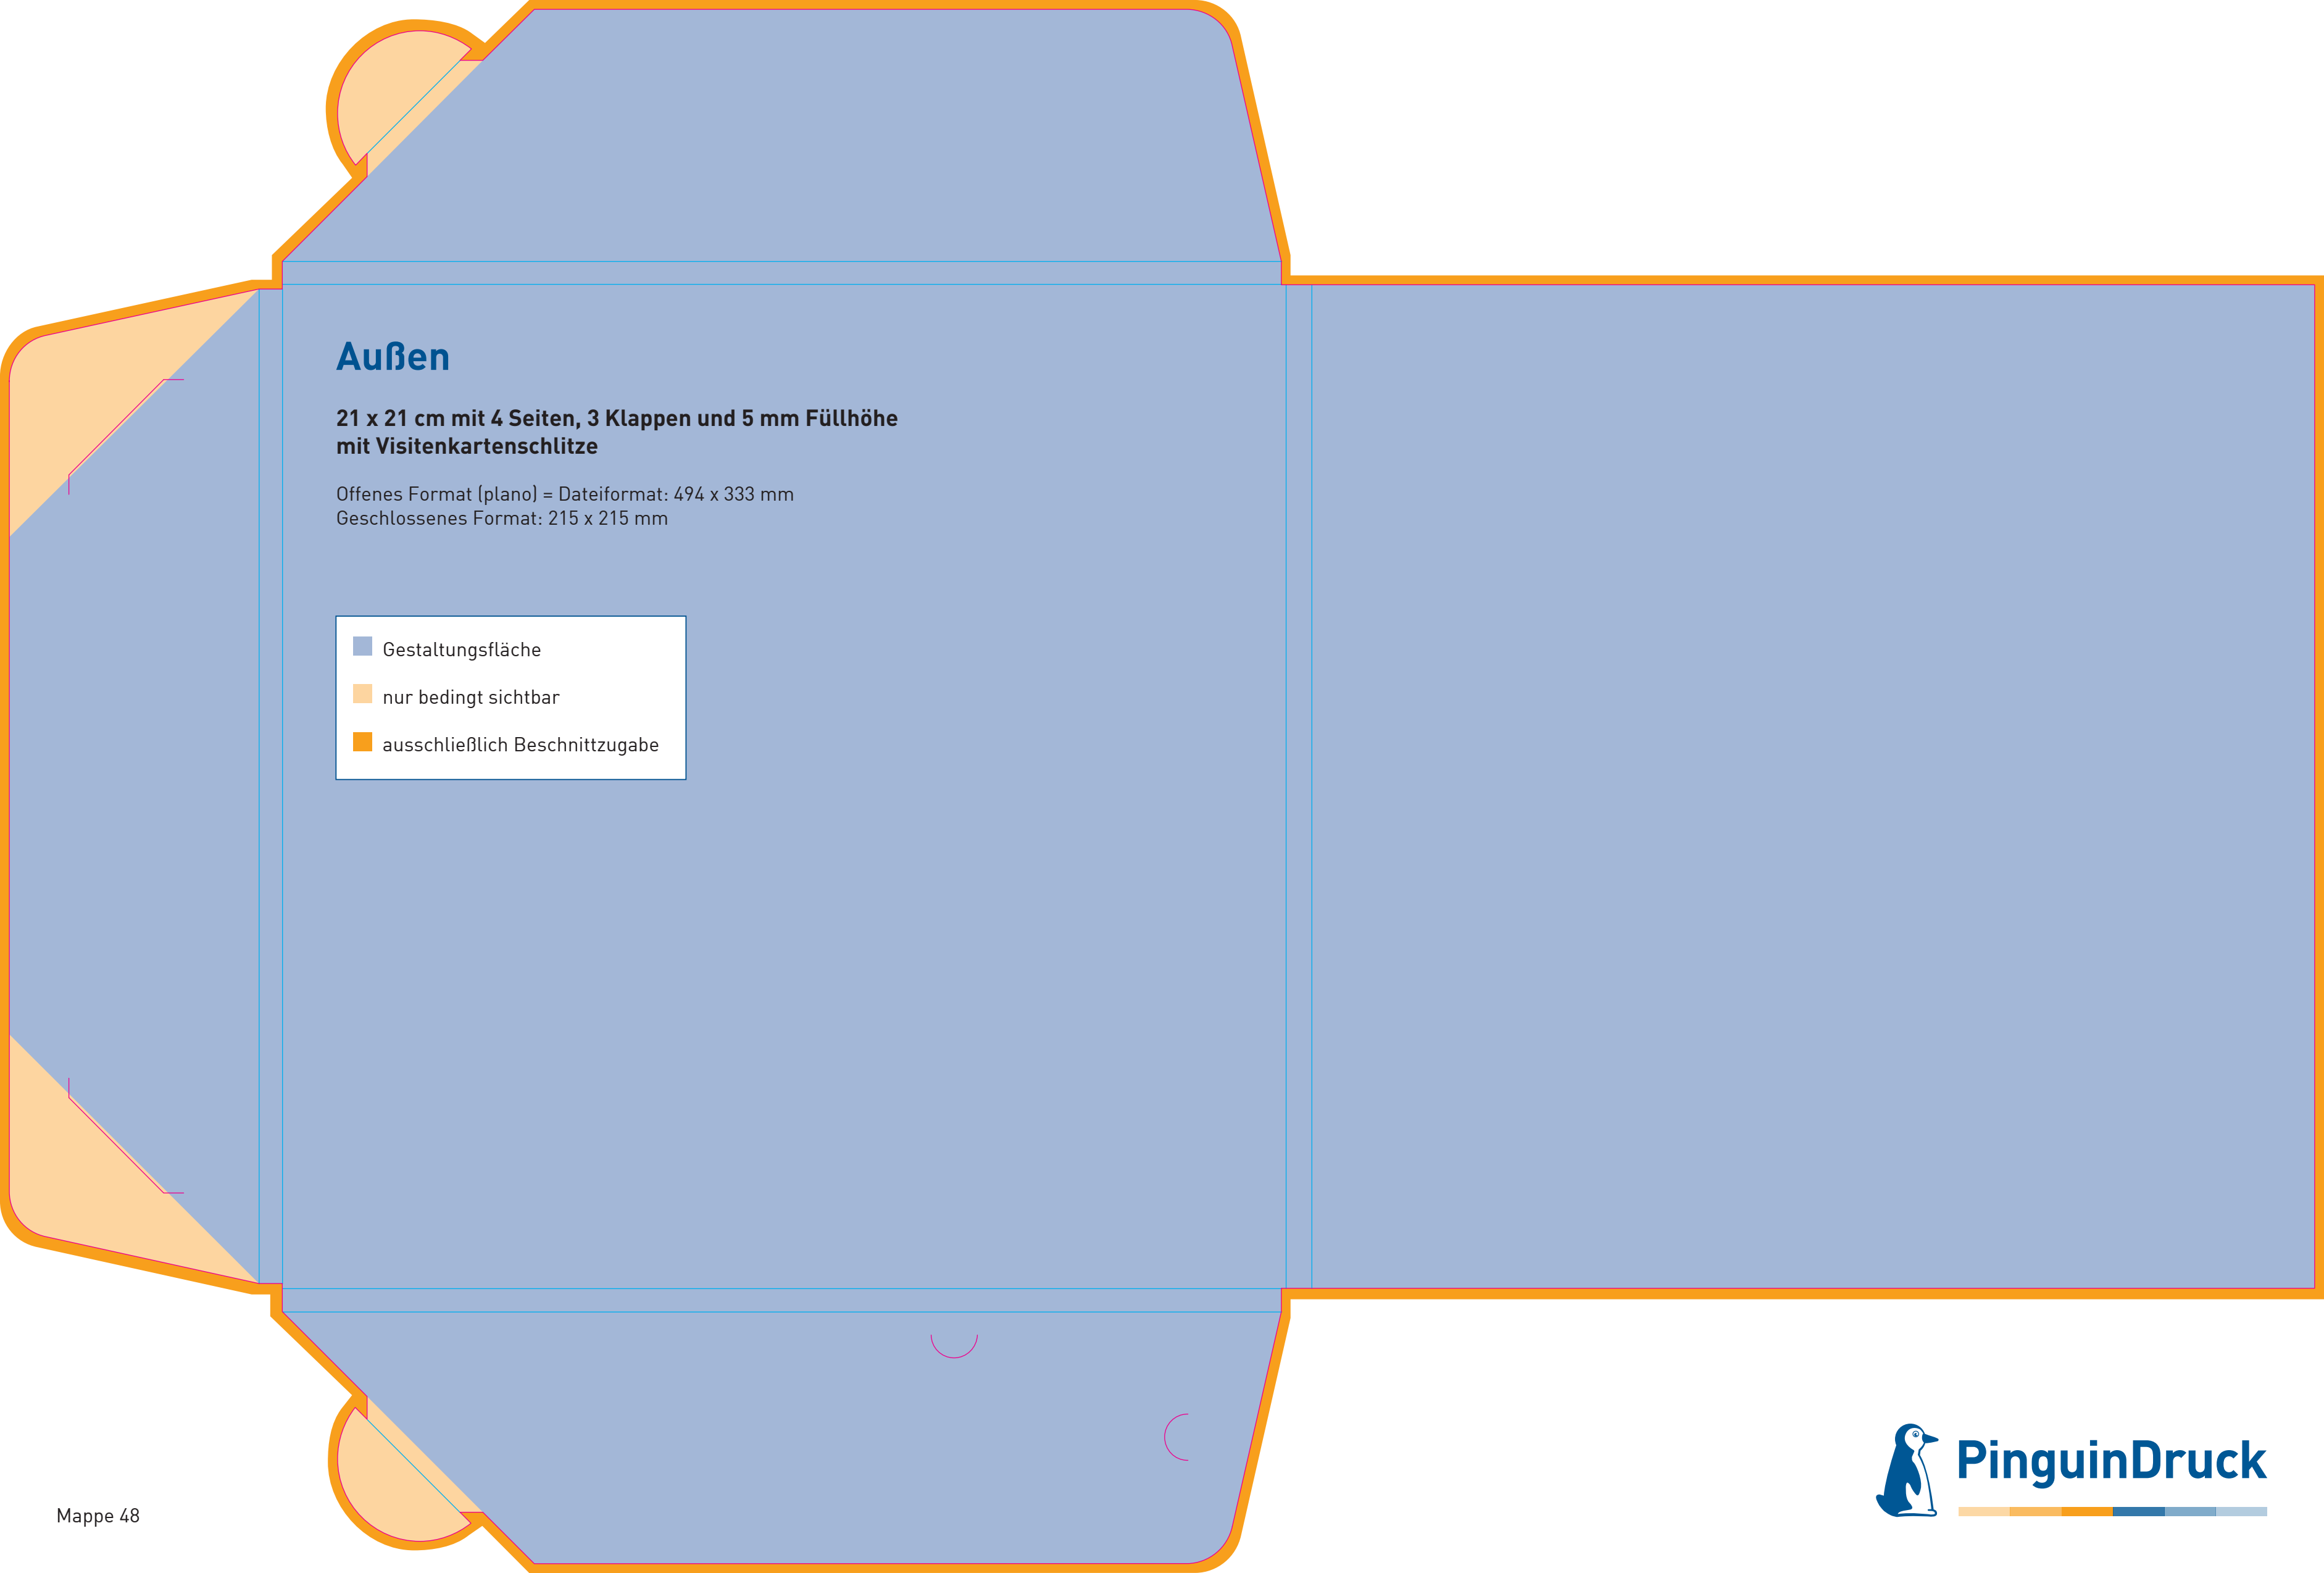 Außen
21 x 21 cm mit 4 Seiten, 3 Klappen und 5 mm Füllhöhe
mit Visitenkartenschlitze
Offenes Format (plano) = Dateiformat: 494 x 333 mm
Geschlossenes Format: 215 x 215 mm
Gestaltungsfläche
nur bedingt sichtbar
ausschließlich Beschnittzugabe
Mappe 48
PinguinDruck